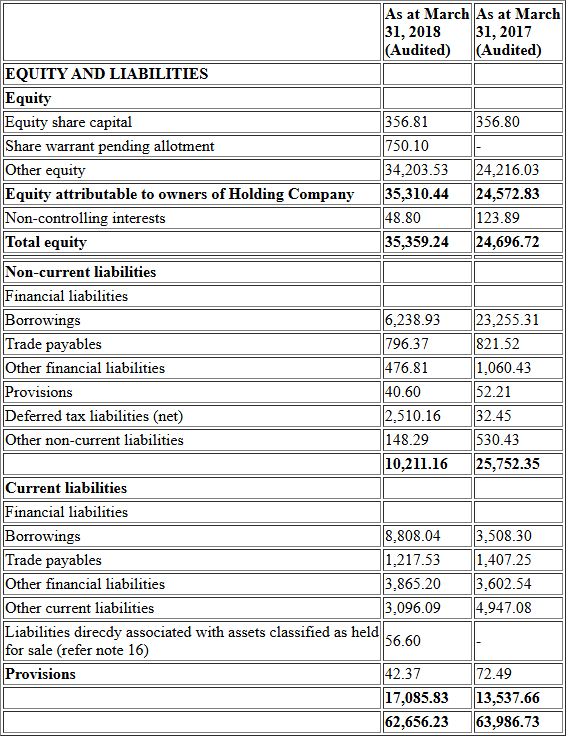 As at March 31, 2018 (Audited) As at March 31, 2017 (Audited)
EQUITY AND LIABILITIES
Equity
Equity share capital 356.81 356.80
Share warrant pending allotment 750.10 -
Other equity 34,203.53 24,216.03
Equity attributable to owners of Holding Company 35,310.44 24,572.83
Non-controlling interests 48.80 123.89
Total equity 35,359.24 24,696.72
Non-current liabilities
Financial liabilities
Borrowings 6,238.93 23,255.31
Trade payables 796.37 821.52
Other financial liabilities 476.81 1,060.43
Provisions 40.60 52.21
Deferred tax liabilities (net) 2,510.16 32.45
Other non-current liabilities 148.29 530.43
10,211.16 25,752.35
Current liabilities
Financial liabilities
Borrowings 8,808.04 3,508.30
Trade payables 1,217.53 1,407.25
Other financial liabilities 3,865.20 3,602.54
Other current liabilities 3,096.09 4,947.08
Liabilities direcdy associated with assets classified as held for sale (refer note 16) 56.60 -
Provisions 42.37 72.49
17,085.83 13,537.66
62,656.23 63,986.73